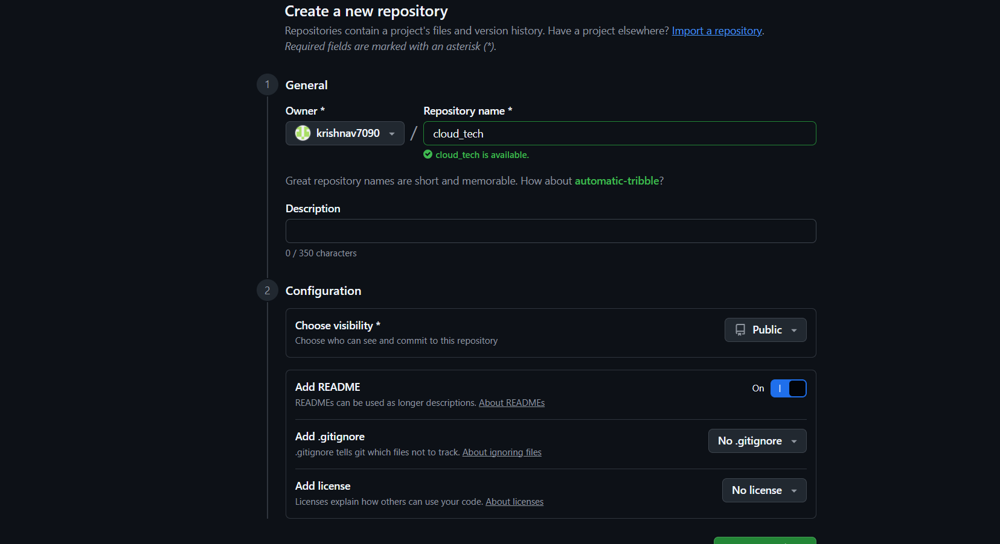 Create a new repository
Repositories contain a project's files and version history. Have a project elsewhere? Import a repository.
Required fields are marked with an asterisk (*).
1 General
Owner * Repository name *
krishnav7090 / cloud_tech
cloud_tech is available.
Great repository names are short and memorable. How about automatic-tribble?
Description
0 / 350 characters
2 Configuration
Choose visibility *
Public
Choose who can see and commit to this repository
Add README
On
READMEs can be used as longer descriptions. About READMEs
Add .gitignore
No .gitignore
.gitignore tells git which files not to track. About ignoring files
Add license
No license
Licenses explain how others can use your code. About licenses